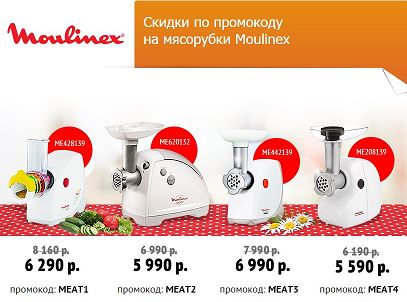 Moulinex
Скидки по промокоду
на мясорубки Moulinex
ME428139
ME620132
ME442139
ME208139
8 160 р.
6 990 р.
7 990 р.
6 190 р.
6 290 р.
5 990 р.
6 990 р.
5 590 р.
промокод: MEAT1
промокод: MEAT2
промокод: MEAT3
промокод: MEAT4